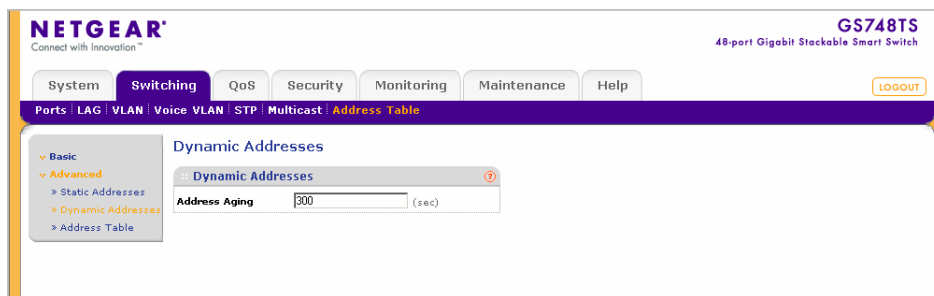 NETGEAR®
Connect with Innovation™
GS748TS
48-port Gigabit Stackable Smart Switch
System Switching QoS Security Monitoring Maintenance Help
LOGOUT
Ports LAG VLAN Voice VLAN STP Multicast Address Table
Basic
Advanced
» Static Addresses
» Dynamic Addresses
» Address Table
Dynamic Addresses
Dynamic Addresses ?
Address Aging 300 (sec)